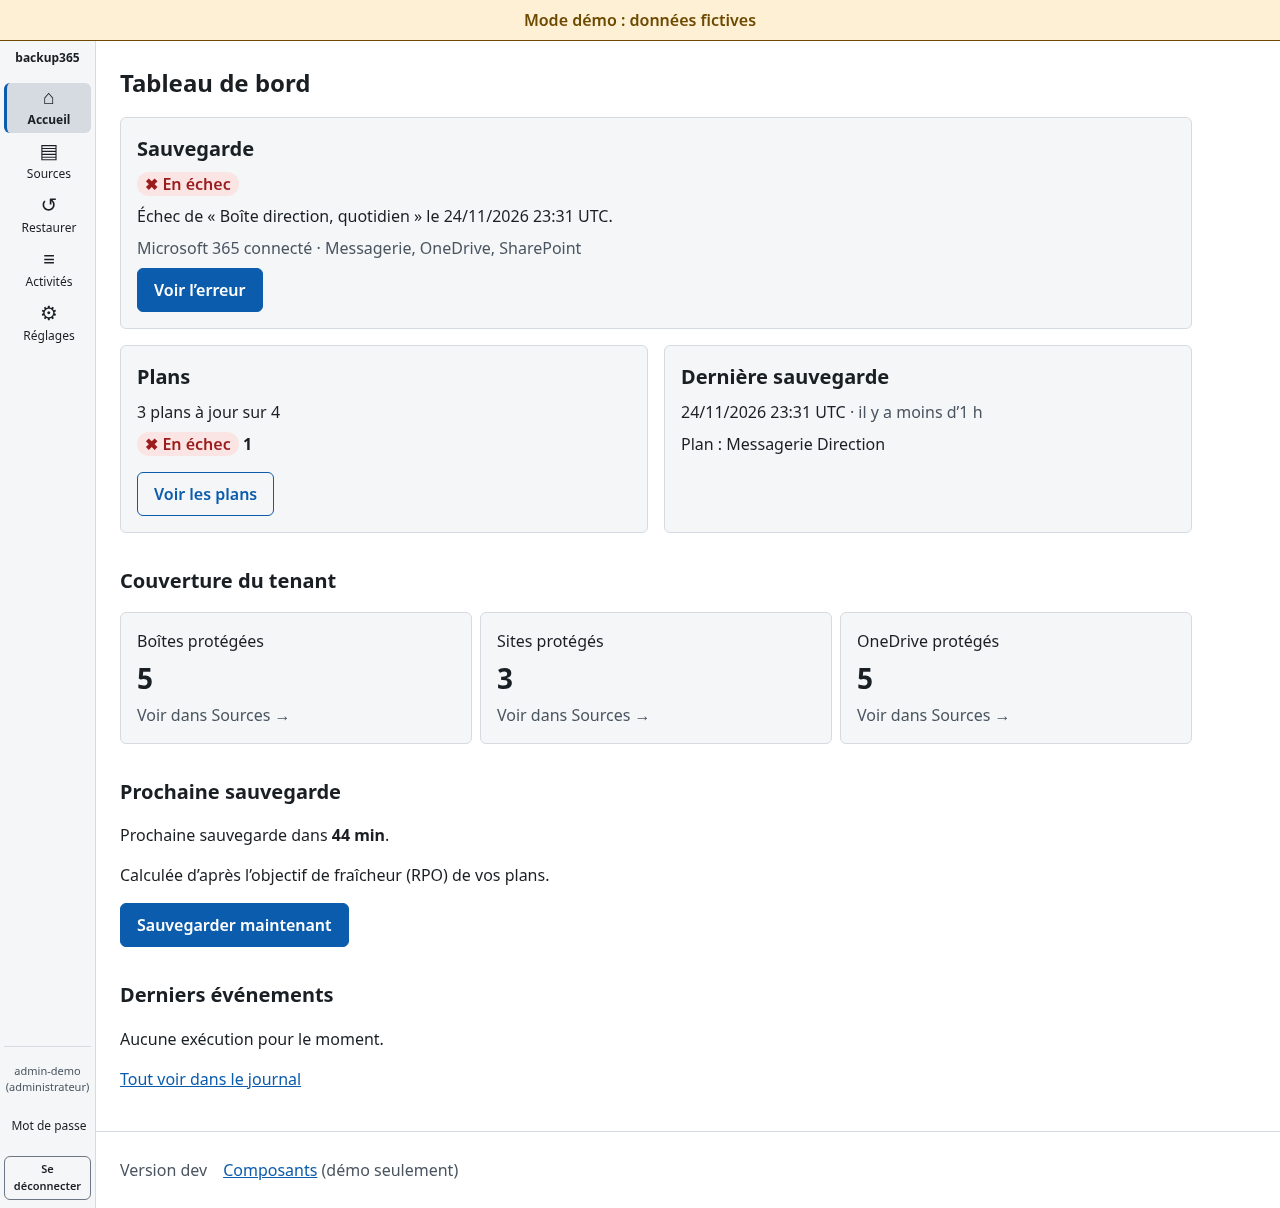 Mode démo : données fictives
backup365
Accueil
Sources
Restaurer
Activités
Réglages
admin-demo
(administrateur)
Mot de passe
Se
déconnecter
Tableau de bord
Sauvegarde
✖ En échec
Échec de « Boîte direction, quotidien » le 24/11/2026 23:31 UTC.
Microsoft 365 connecté · Messagerie, OneDrive, SharePoint
Voir l’erreur
Plans
3 plans à jour sur 4
✖ En échec 1
Voir les plans
Dernière sauvegarde
24/11/2026 23:31 UTC · il y a moins d’1 h
Plan : Messagerie Direction
Couverture du tenant
Boîtes protégées
5
Voir dans Sources →
Sites protégés
3
Voir dans Sources →
OneDrive protégés
5
Voir dans Sources →
Prochaine sauvegarde
Prochaine sauvegarde dans 44 min.
Calculée d’après l’objectif de fraîcheur (RPO) de vos plans.
Sauvegarder maintenant
Derniers événements
Aucune exécution pour le moment.
Tout voir dans le journal
Version dev Composants (démo seulement)